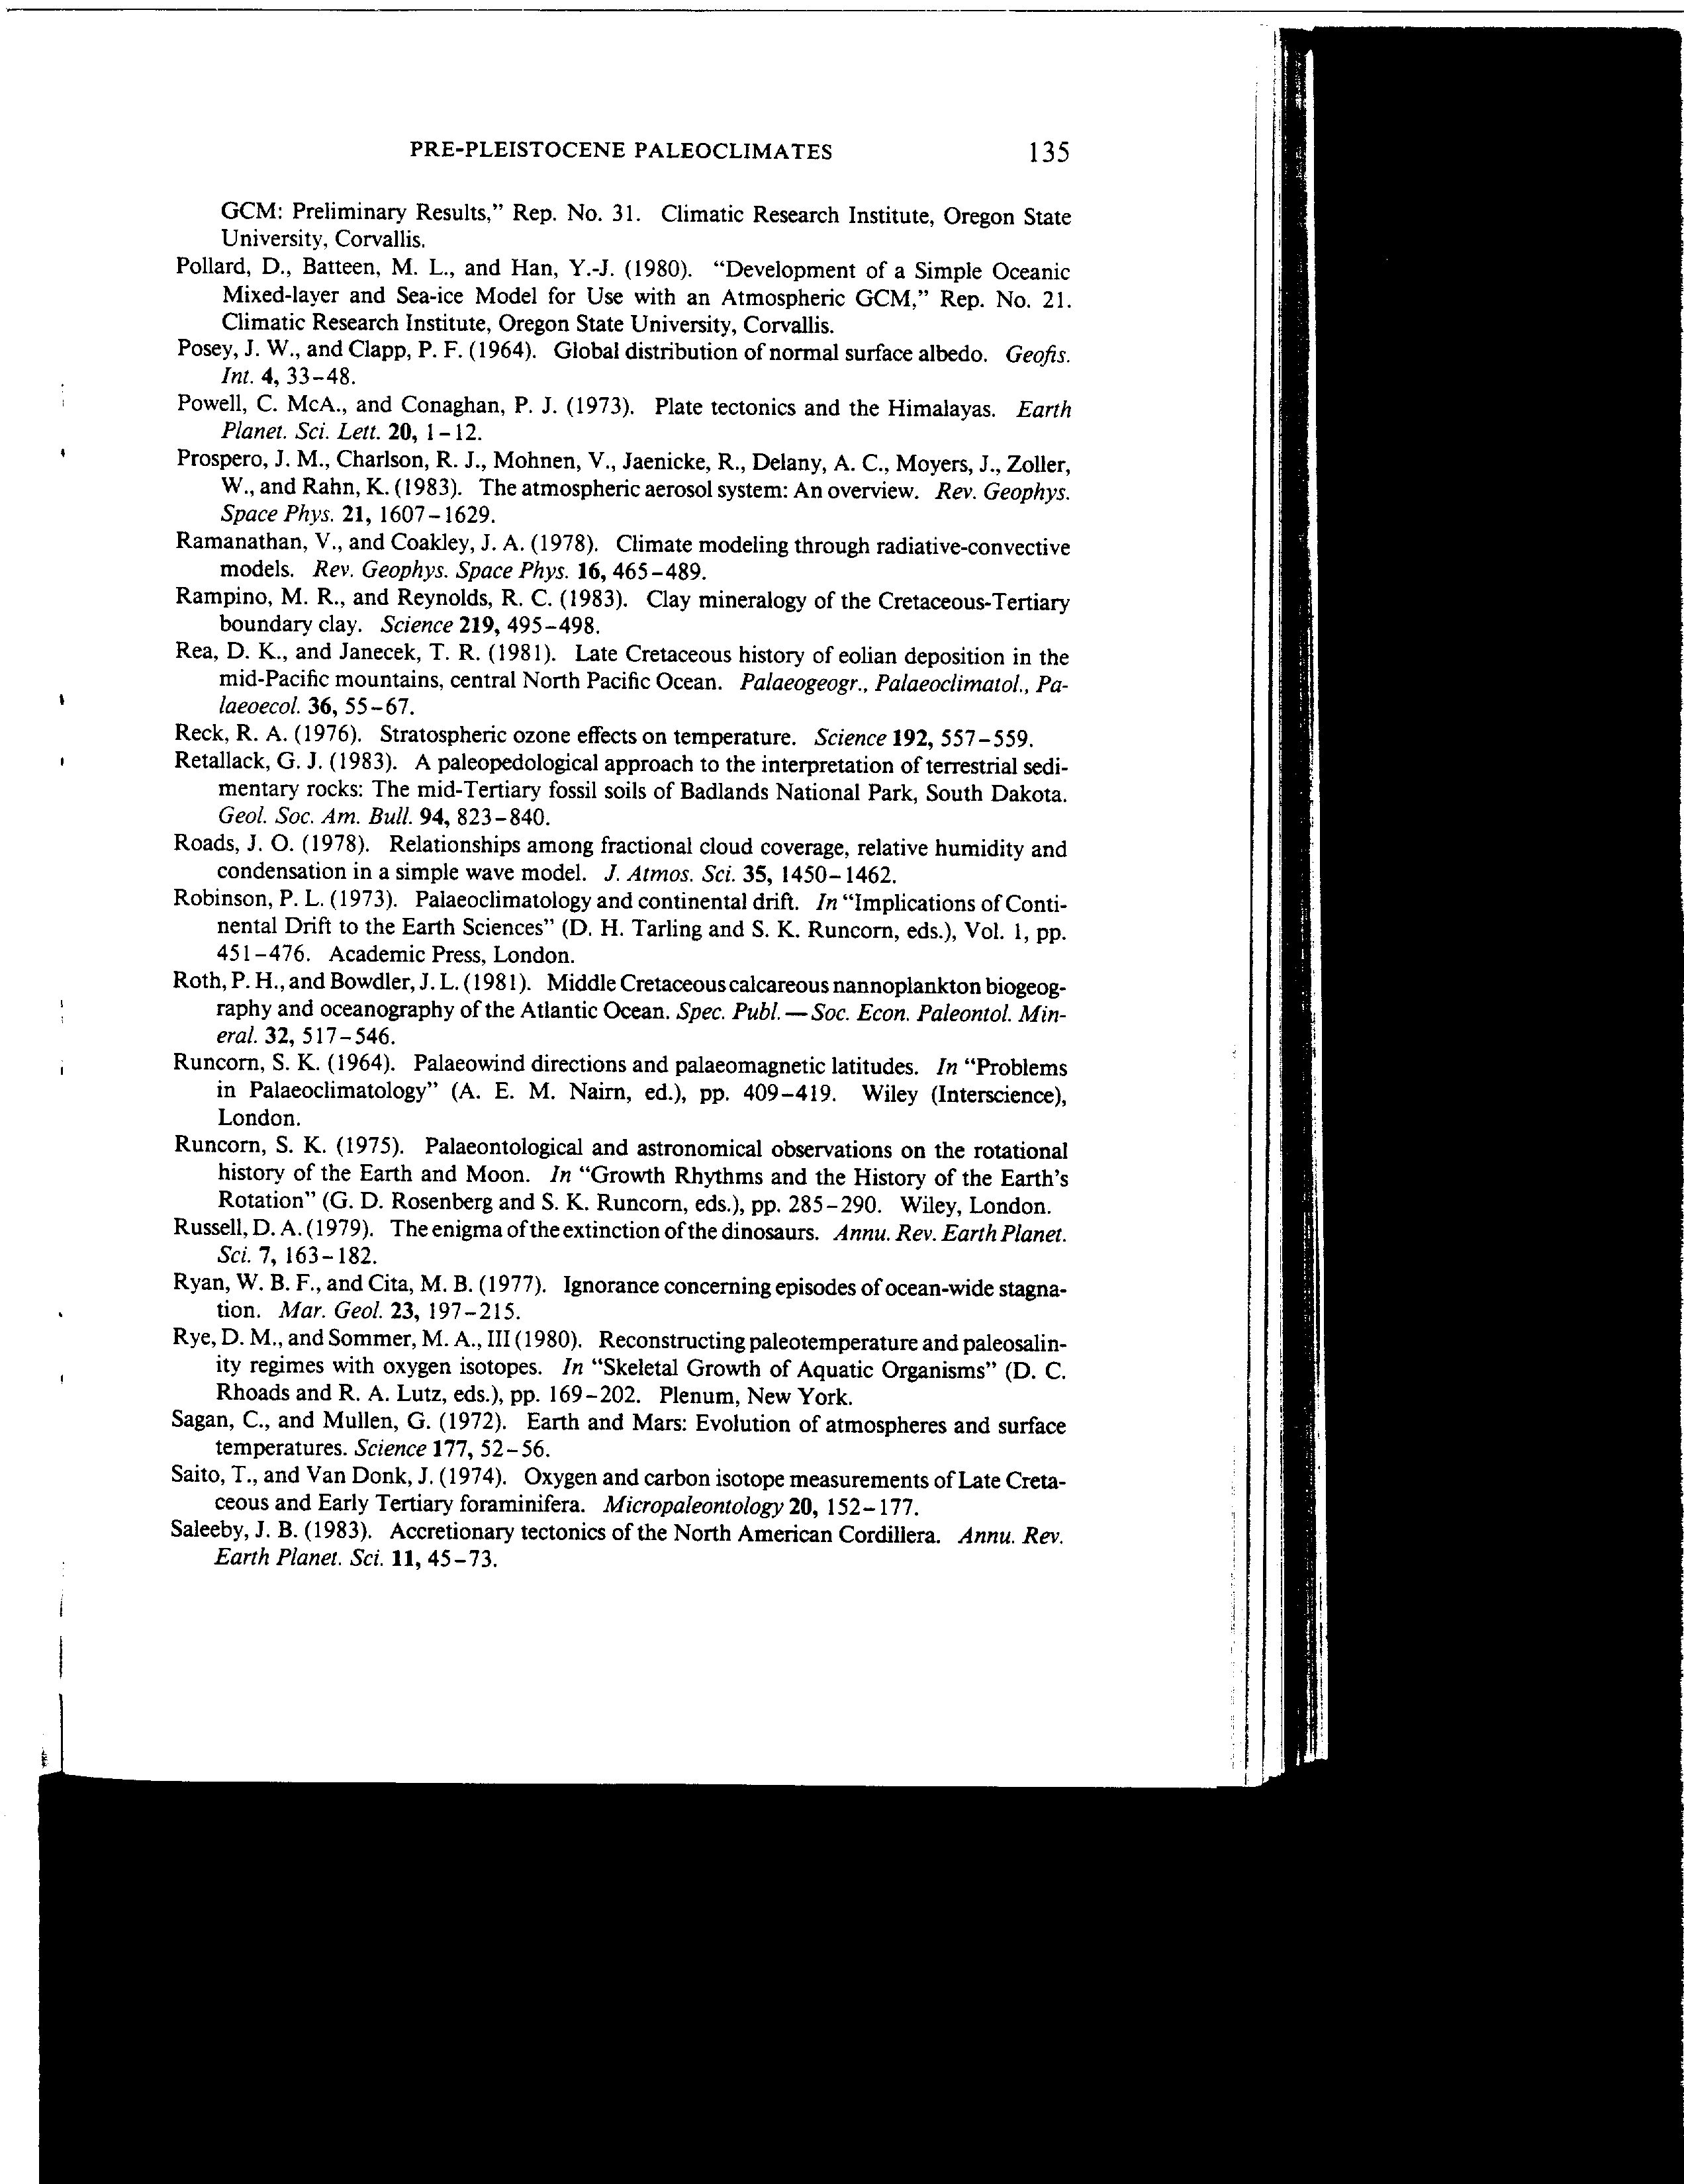 PRE-PLEISTOCENE PALEOCLIMATES 135
GCM: Preliminary Results,” Rep. No. 31. Climatic Research Institute, Oregon State
University, Corvallis.
Pollard, D., Batteen, M. L., and Han, Y.-J. (1980). “Development of a Simple Oceanic
Mixed-layer and Sea-ice Model for Use with an Atmospheric GCM,” Rep. No. 21.
Climatic Research Institute, Oregon State University, Corvallis.
Posey, J. W., and Clapp, P. F. (1964). Global distribution of normal surface albedo. Geofis.
Int. 4, 33–48.
Powell, C. McA., and Conaghan, P. J. (1973). Plate tectonics and the Himalayas. Earth
Planet. Sci. Lett. 20, 1–12.
Prospero, J. M., Charlson, R. J., Mohnen, V., Jaenicke, R., Delany, A. C., Moyers, J., Zoller,
W., and Rahn, K. (1983). The atmospheric aerosol system: An overview. Rev. Geophys.
Space Phys. 21, 1607–1629.
Ramanathan, V., and Coakley, J. A. (1978). Climate modeling through radiative-convective
models. Rev. Geophys. Space Phys. 16, 465–489.
Rampino, M. R., and Reynolds, R. C. (1983). Clay mineralogy of the Cretaceous-Tertiary
boundary clay. Science 219, 495–498.
Rea, D. K., and Janecek, T. R. (1981). Late Cretaceous history of eolian deposition in the
mid-Pacific mountains, central North Pacific Ocean. Palaeogeogr., Palaeoclimatol., Pa-
laeoecol. 36, 55–67.
Reck, R. A. (1976). Stratospheric ozone effects on temperature. Science 192, 557–559.
Retallack, G. J. (1983). A paleopedological approach to the interpretation of terrestrial sedi-
mentary rocks: The mid-Tertiary fossil soils of Badlands National Park, South Dakota.
Geol. Soc. Am. Bull. 94, 823–840.
Roads, J. O. (1978). Relationships among fractional cloud coverage, relative humidity and
condensation in a simple wave model. J. Atmos. Sci. 35, 1450–1462.
Robinson, P. L. (1973). Palaeoclimatology and continental drift. In “Implications of Conti-
nental Drift to the Earth Sciences” (D. H. Tarling and S. K. Runcorn, eds.), Vol. 1, pp.
451–476. Academic Press, London.
Roth, P. H., and Bowdler, J. L. (1981). Middle Cretaceous calcareous nannoplankton biogeog-
raphy and oceanography of the Atlantic Ocean. Spec. Publ.—Soc. Econ. Paleontol. Min-
eral. 32, 517–546.
Runcorn, S. K. (1964). Palaeowind directions and palaeomagnetic latitudes. In “Problems
in Palaeoclimatology” (A. E. M. Nairn, ed.), pp. 409–419. Wiley (Interscience),
London.
Runcorn, S. K. (1975). Palaeontological and astronomical observations on the rotational
history of the Earth and Moon. In “Growth Rhythms and the History of the Earth's
Rotation” (G. D. Rosenberg and S. K. Runcorn, eds.), pp. 285–290. Wiley, London.
Russell, D. A. (1979). The enigma of the extinction of the dinosaurs. Annu. Rev. Earth Planet.
Sci. 7, 163–182.
Ryan, W. B. F., and Cita, M. B. (1977). Ignorance concerning episodes of ocean-wide stagna-
tion. Mar. Geol. 23, 197–215.
Rye, D. M., and Sommer, M. A., III (1980). Reconstructing paleotemperature and paleosalin-
ity regimes with oxygen isotopes. In “Skeletal Growth of Aquatic Organisms” (D. C.
Rhoads and R. A. Lutz, eds.), pp. 169–202. Plenum, New York.
Sagan, C., and Mullen, G. (1972). Earth and Mars: Evolution of atmospheres and surface
temperatures. Science 177, 52–56.
Saito, T., and Van Donk, J. (1974). Oxygen and carbon isotope measurements of Late Creta-
ceous and Early Tertiary foraminifera. Micropaleontology 20, 152–177.
Saleeby, J. B. (1983). Accretionary tectonics of the North American Cordillera. Annu. Rev.
Earth Planet. Sci. 11, 45–73.